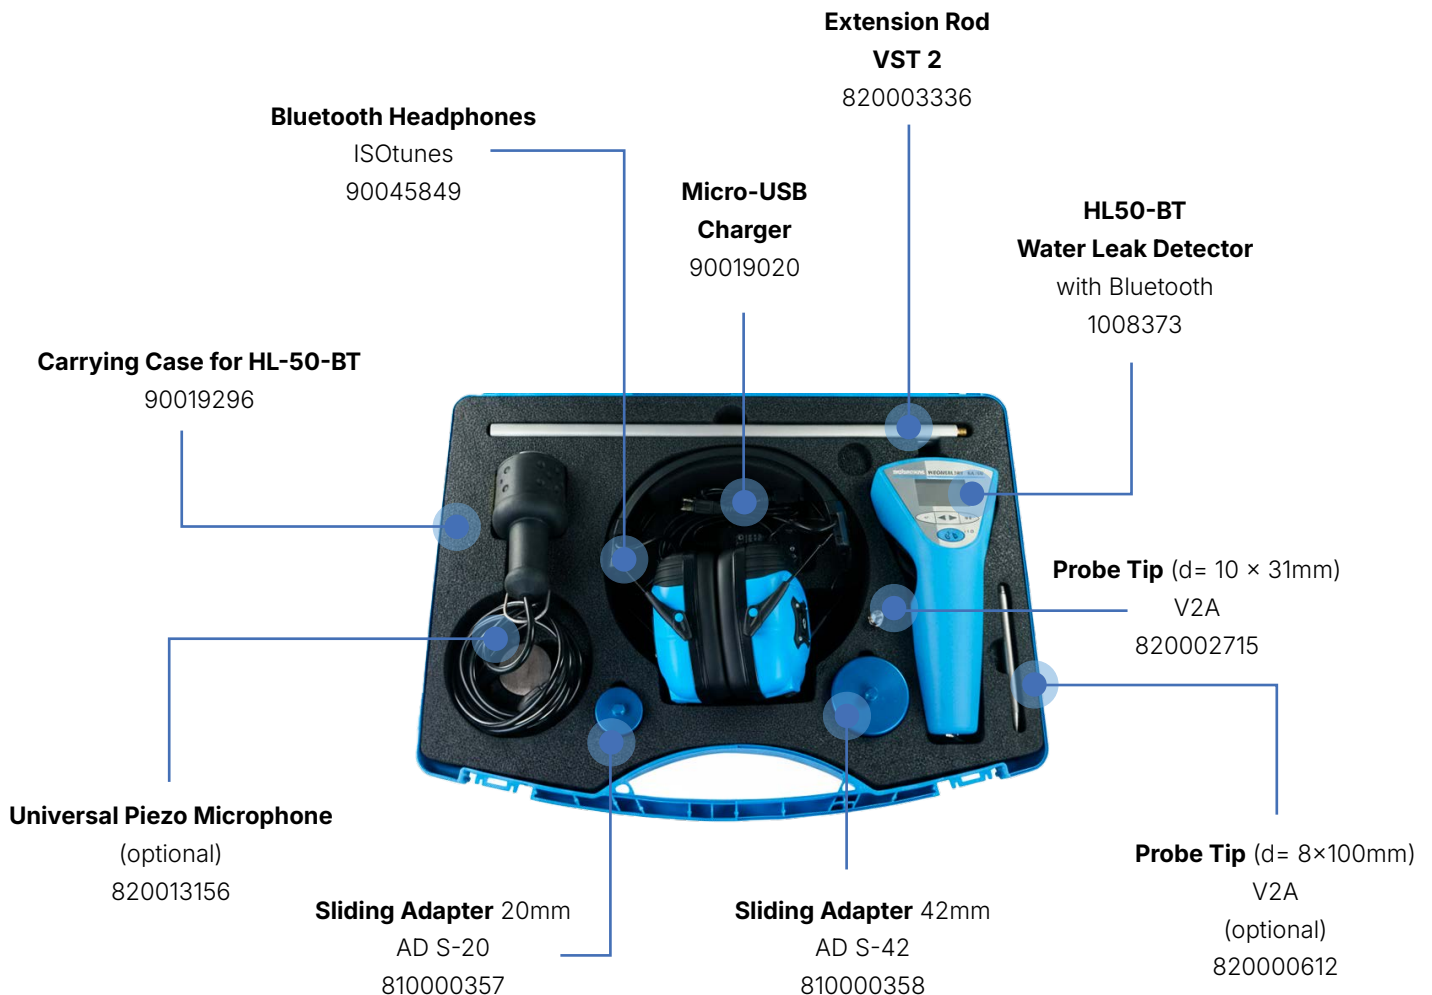 Extension Rod
VST 2
820003336
Bluetooth Headphones
ISOtunes
90045849
Micro-USB
Charger
90019020
HL50-BT
Water Leak Detector
with Bluetooth
1008373
Carrying Case for HL-50-BT
90019296
Probe Tip (d= 10 x 31mm)
V2A
820002715
Universal Piezo Microphone
(optional)
820013156
Probe Tip (d= 8x100mm)
V2A
(optional)
820000612
Sliding Adapter 20mm
AD S-20
810000357
Sliding Adapter 42mm
AD S-42
810000358